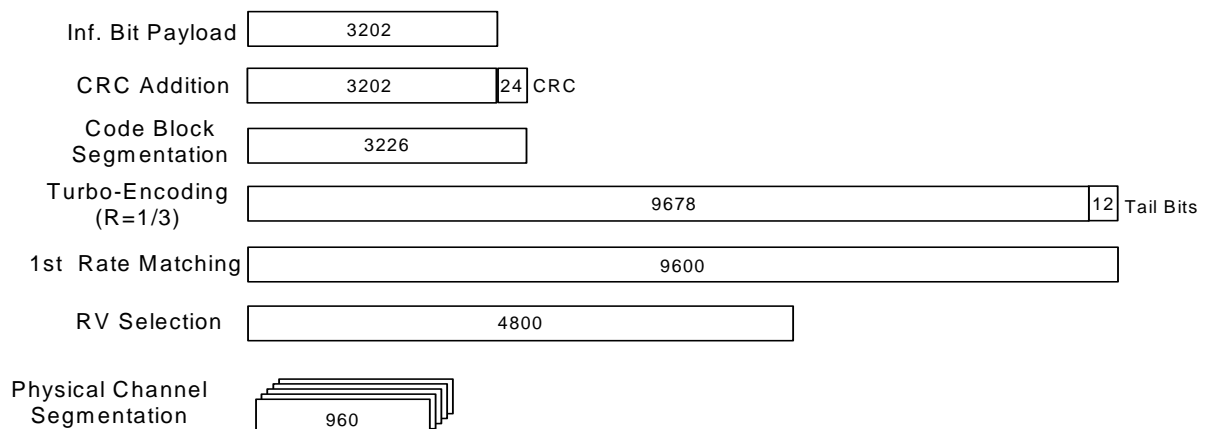 Inf. Bit Payload 3202
CRC Addition 3202 24 CRC
Code Block
Segmentation 3226
Turbo-Encoding
(R=1/3) 9678 12 Tail Bits
1st Rate Matching 9600
RV Selection 4800
Physical Channel
Segmentation 960